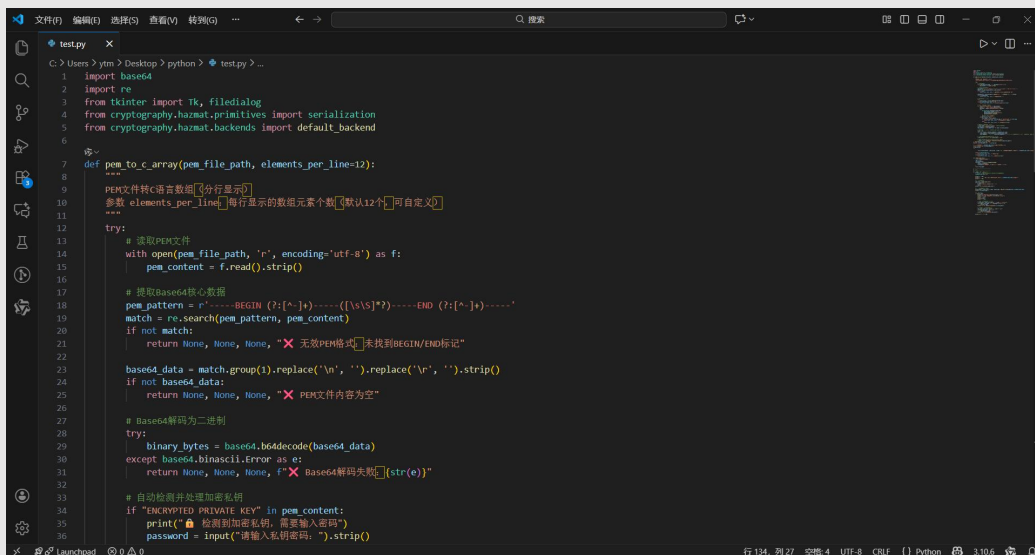 文件(F) 编辑(E) 选择(S) 查看(V) 转到(G) ··· ← → 搜索
test.py ×
C: > Users > ytm > Desktop > python > test.py > ...
1 import base64
2 import re
3 from tkinter import Tk, filedialog
4 from cryptography.hazmat.primitives import serialization
5 from cryptography.hazmat.backends import default_backend
6
7 def pem_to_c_array(pem_file_path, elements_per_line=12):
8 """
9 PEM文件转C语言数组（分行显示）
10 参数 elements_per_line：每行显示的数组元素个数（默认12个，可自定义）
11 """
12 try:
13 # 读取PEM文件
14 with open(pem_file_path, 'r', encoding='utf-8') as f:
15 pem_content = f.read().strip()
16
17 # 提取Base64核心数据
18 pem_pattern = r'-----BEGIN (?:[^-]+)-----([\s\S]*?)-----END (?:[^-]+)-----'
19 match = re.search(pem_pattern, pem_content)
20 if not match:
21 return None, None, None, "❌ 无效PEM格式，未找到BEGIN/END标记"
22
23 base64_data = match.group(1).replace('\n', '').replace('\r', '').strip()
24 if not base64_data:
25 return None, None, None, "❌ PEM文件内容为空"
26
27 # Base64解码为二进制
28 try:
29 binary_bytes = base64.b64decode(base64_data)
30 except base64.binascii.Error as e:
31 return None, None, None, f"❌ Base64解码失败：{str(e)}"
32
33 # 自动检测并处理加密私钥
34 if "ENCRYPTED PRIVATE KEY" in pem_content:
35 print("🔒 检测到加密私钥，需要输入密码")
36 password = input("请输入私钥密码：").strip()
Launchpad 0 0 行 134，列 27 空格: 4 UTF-8 CRLF {} Python 3.10.6